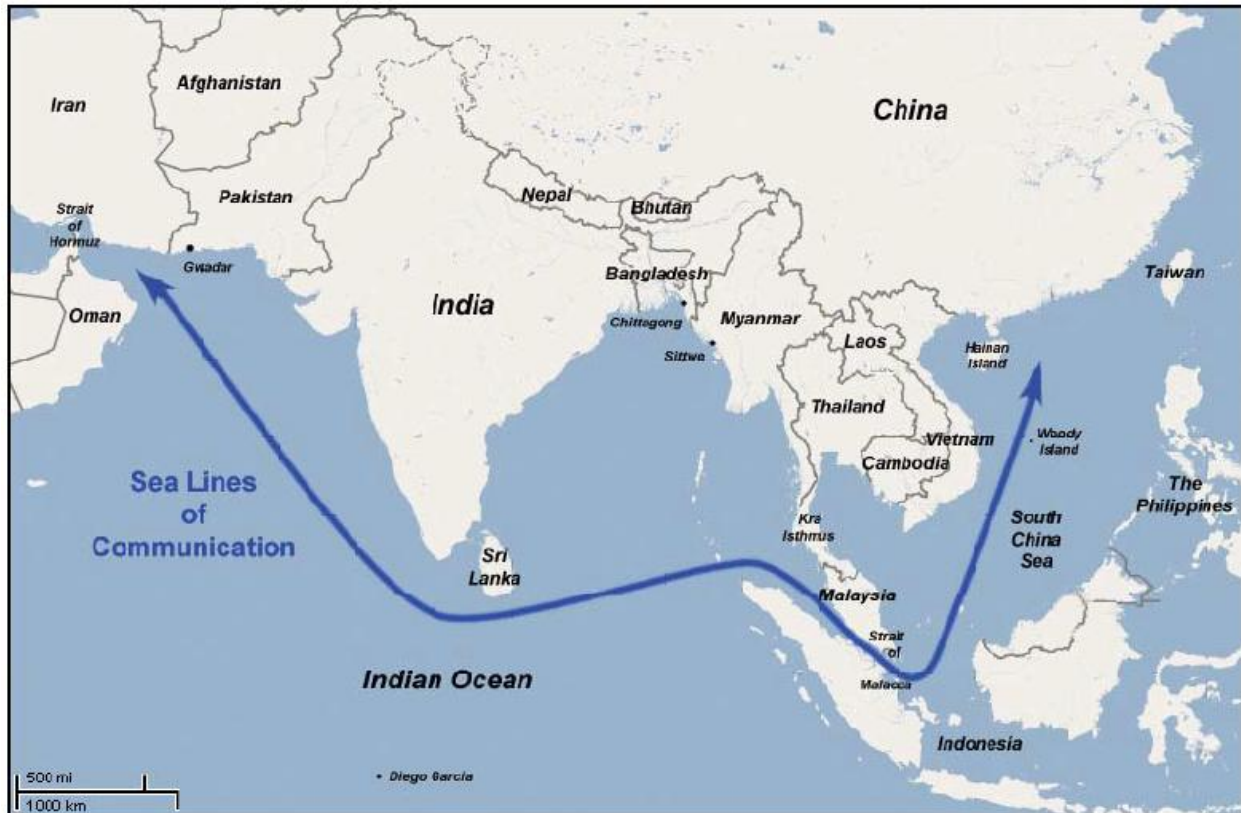 Afghanistan
Iran
China
Pakistan
Nepal
Bhutan
Strait
of
Hormuz
Gwadar
Bangladesh
Taiwan
India
Oman
Chittagong
Myanmar
Laos
Hainan
Island
Sittwe
Thailand
Vietnam
Woody
Island
Cambodia
Sea Lines
of
Communication
The
Philippines
Kra
Isthmus
South
China
Sea
Sri
Lanka
Malaysia
Strait
of
Malacca
Indian Ocean
Indonesia
Diego Garcia
500 mi
1000 km